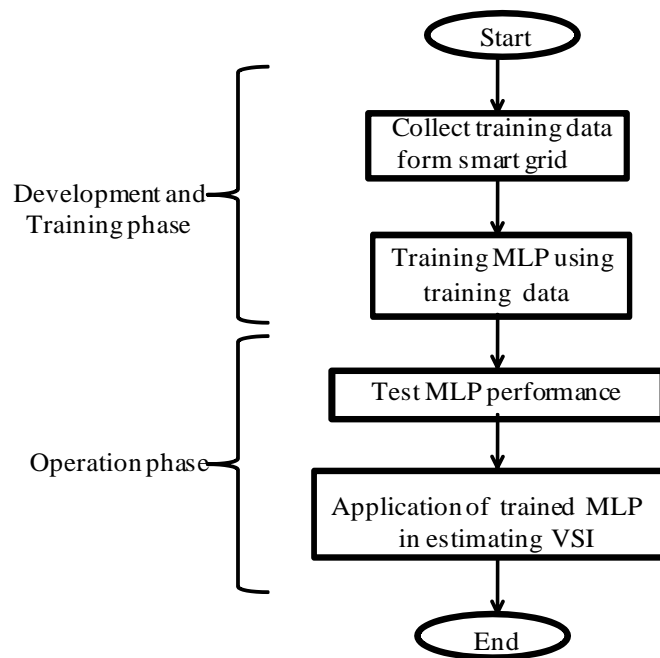 Start
Collect training data
form smart grid
Development and
Training phase
Training MLP using
training data
Test MLP performance
Operation phase
Application of trained MLP
in estimating VSI
End